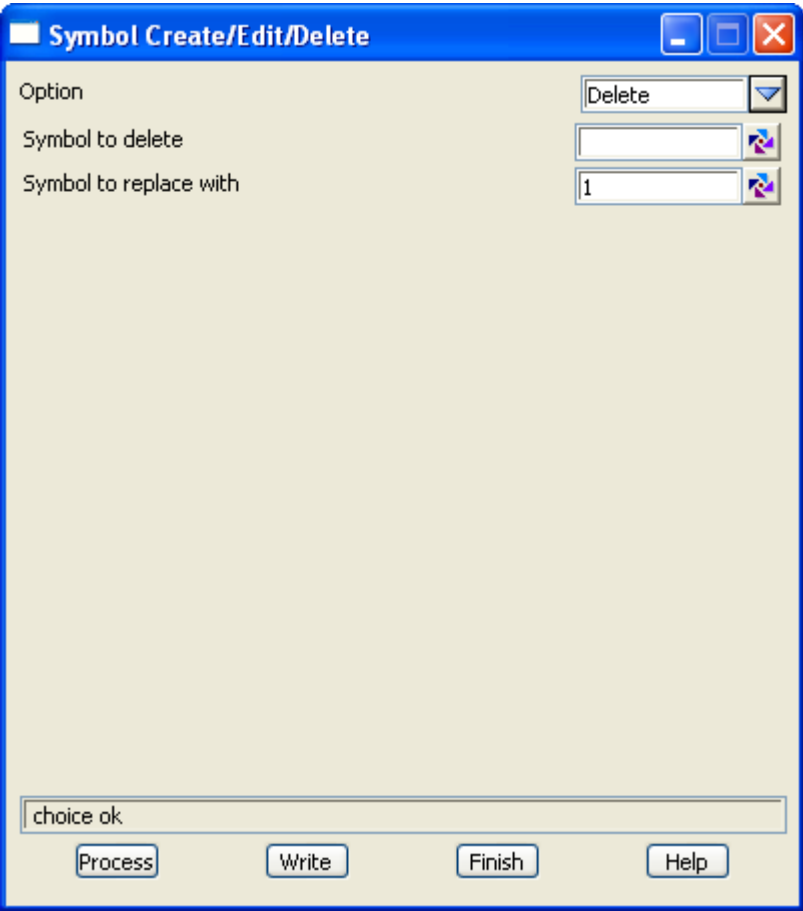 Symbol Create/Edit/Delete
Option Delete
Symbol to delete
Symbol to replace with 1
choice ok
Process Write Finish Help